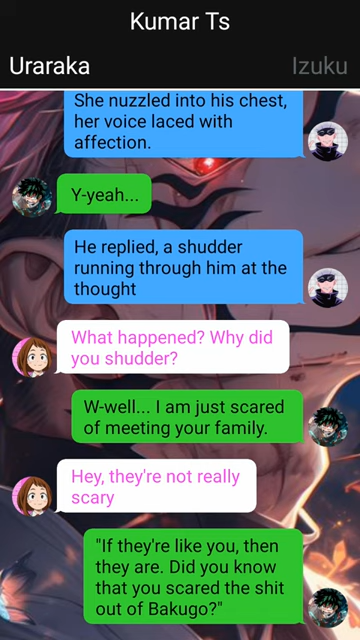 Kumar Ts
Uraraka
Izuku
She nuzzled into his chest,
her voice laced with
affection.
Y-yeah...
He replied, a shudder
running through him at the
thought
What happened? Why did
you shudder?
W-well... I am just scared
of meeting your family.
Hey, they're not really
scary
"If they're like you, then
they are. Did you know
that you scared the shit
out of Bakugo?"